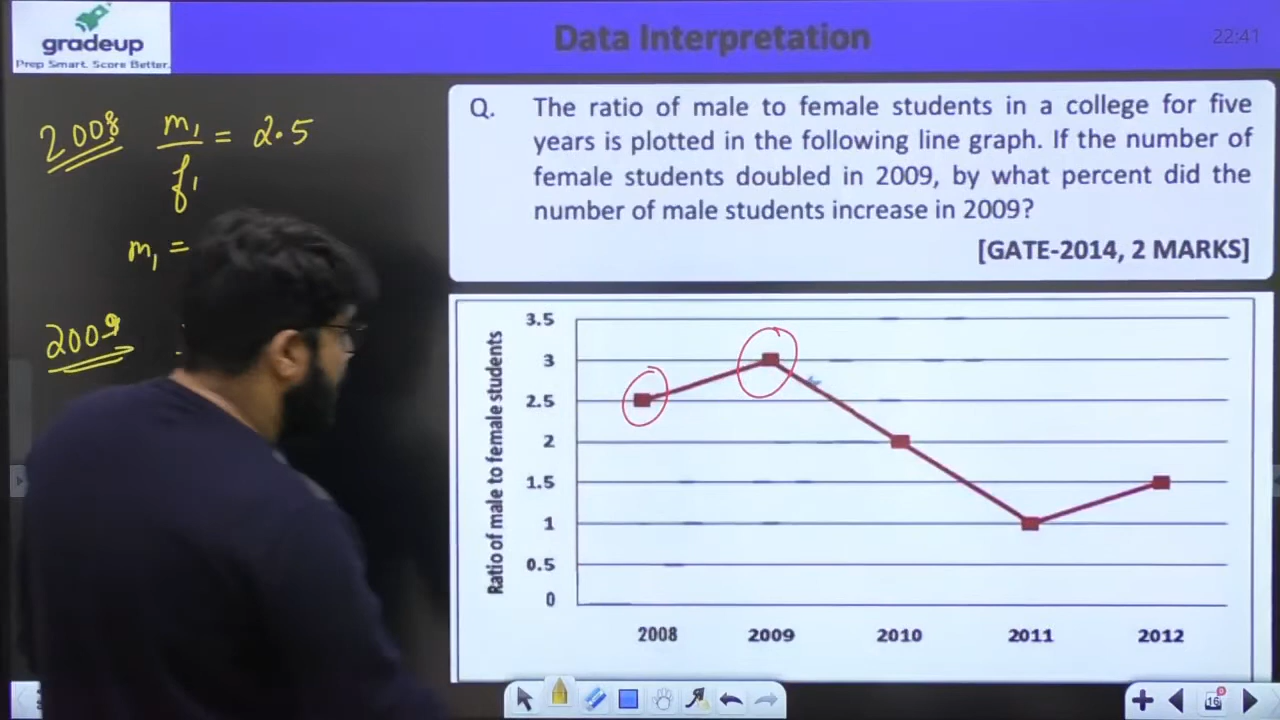 gradeup
Prep Smart. Score Better.
Data Interpretation
22:41
2008 m₁/f₁ = 2.5
m₁ =
2009
Q. The ratio of male to female students in a college for five
years is plotted in the following line graph. If the number of
female students doubled in 2009, by what percent did the
number of male students increase in 2009?
[GATE-2014, 2 MARKS]
Ratio of male to female students
3.5
3
2.5
2
1.5
1
0.5
0
2008 2009 2010 2011 2012
16